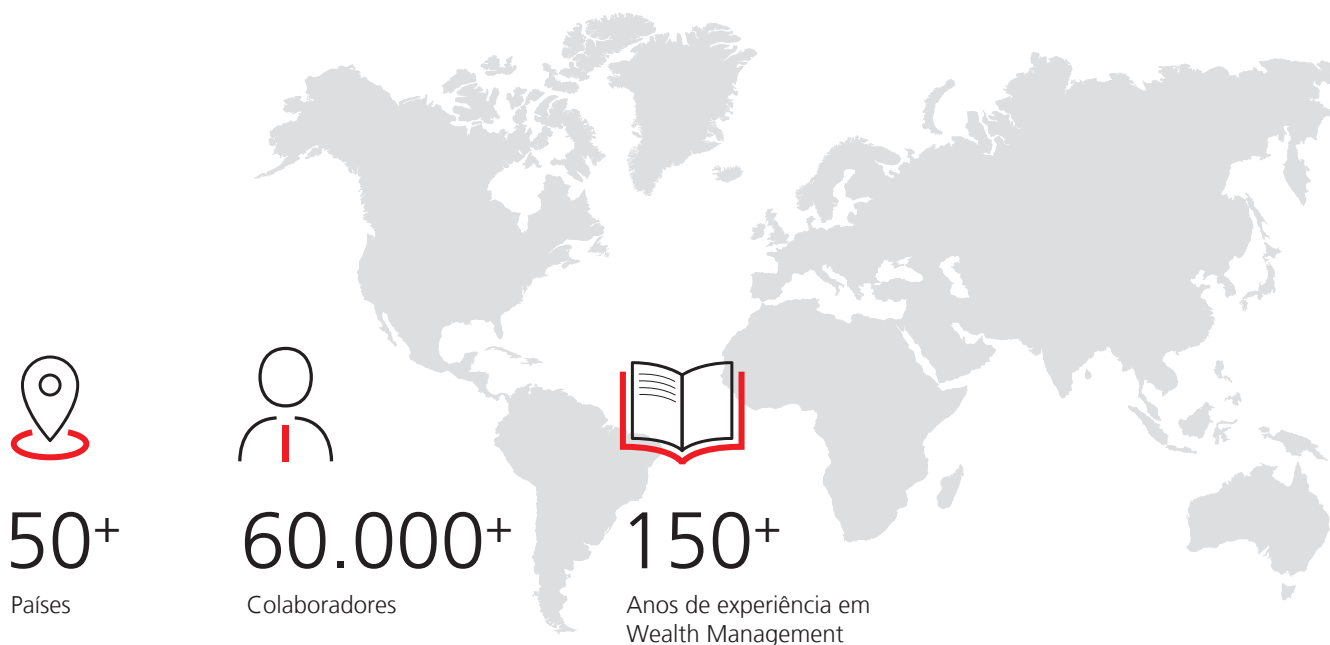 50+
Países
60.000+
Colaboradores
150+
Anos de experiência em
Wealth Management